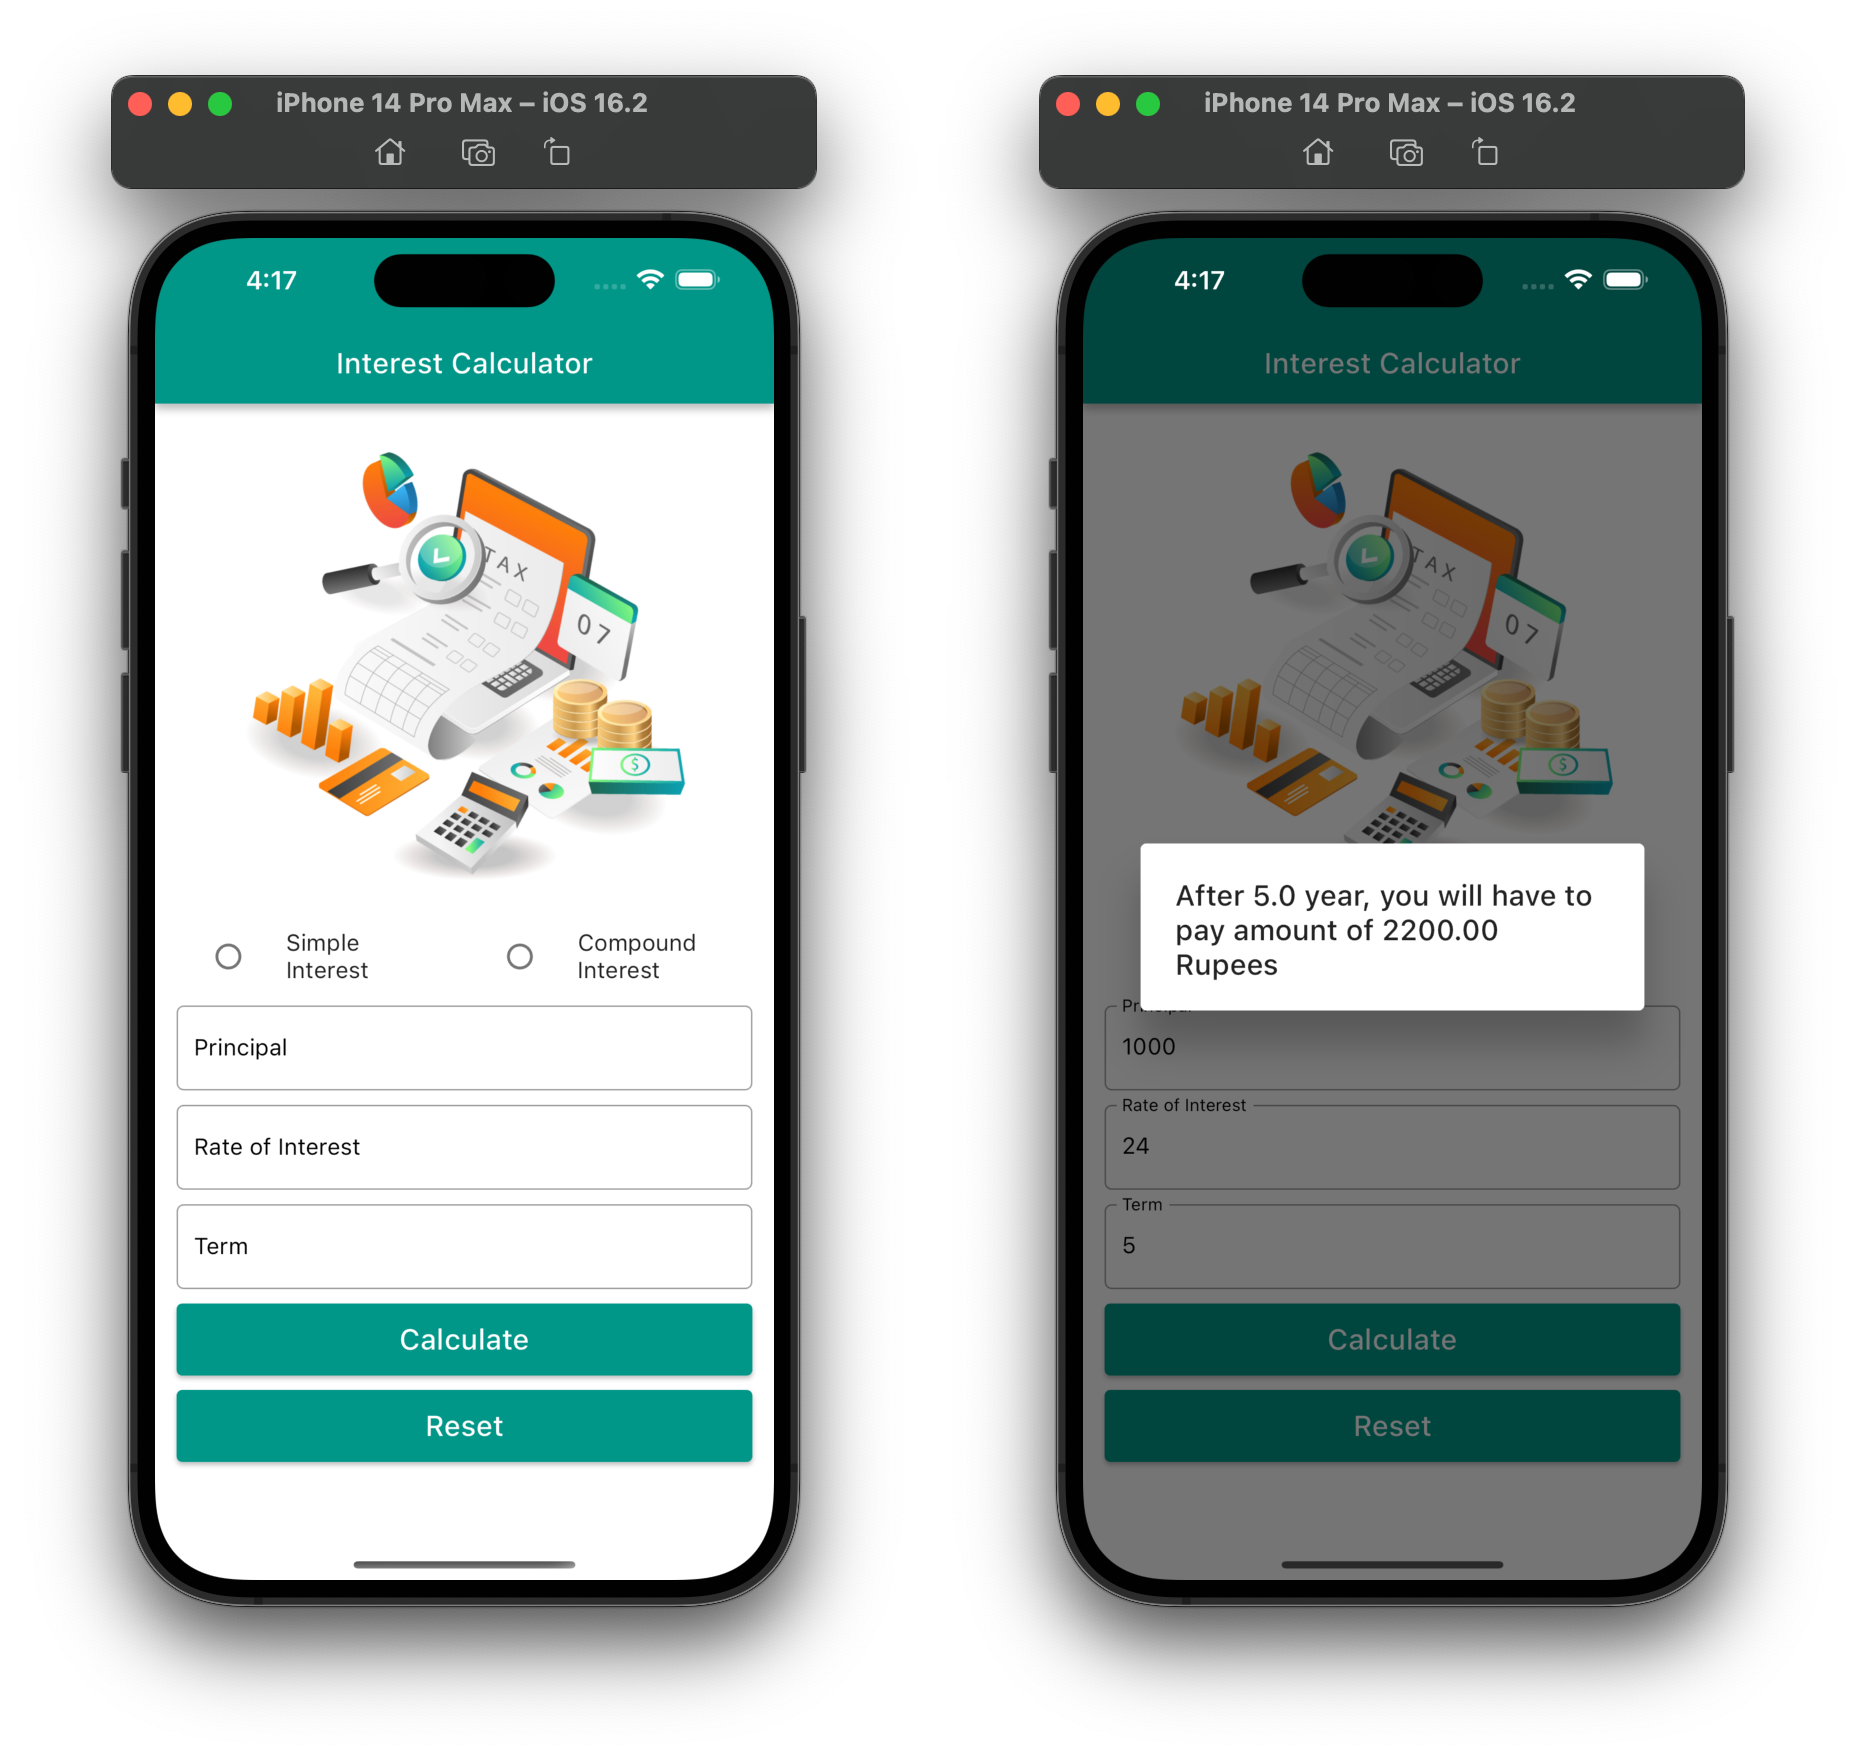 iPhone 14 Pro Max – iOS 16.2
4:17
Interest Calculator
TAX
07
$
Simple
Interest
Compound
Interest
Principal
Rate of Interest
Term
Calculate
Reset
iPhone 14 Pro Max – iOS 16.2
4:17
Interest Calculator
TAX
07
$
After 5.0 year, you will have to
pay amount of 2200.00
Rupees
Principal
1000
Rate of Interest
24
Term
5
Calculate
Reset